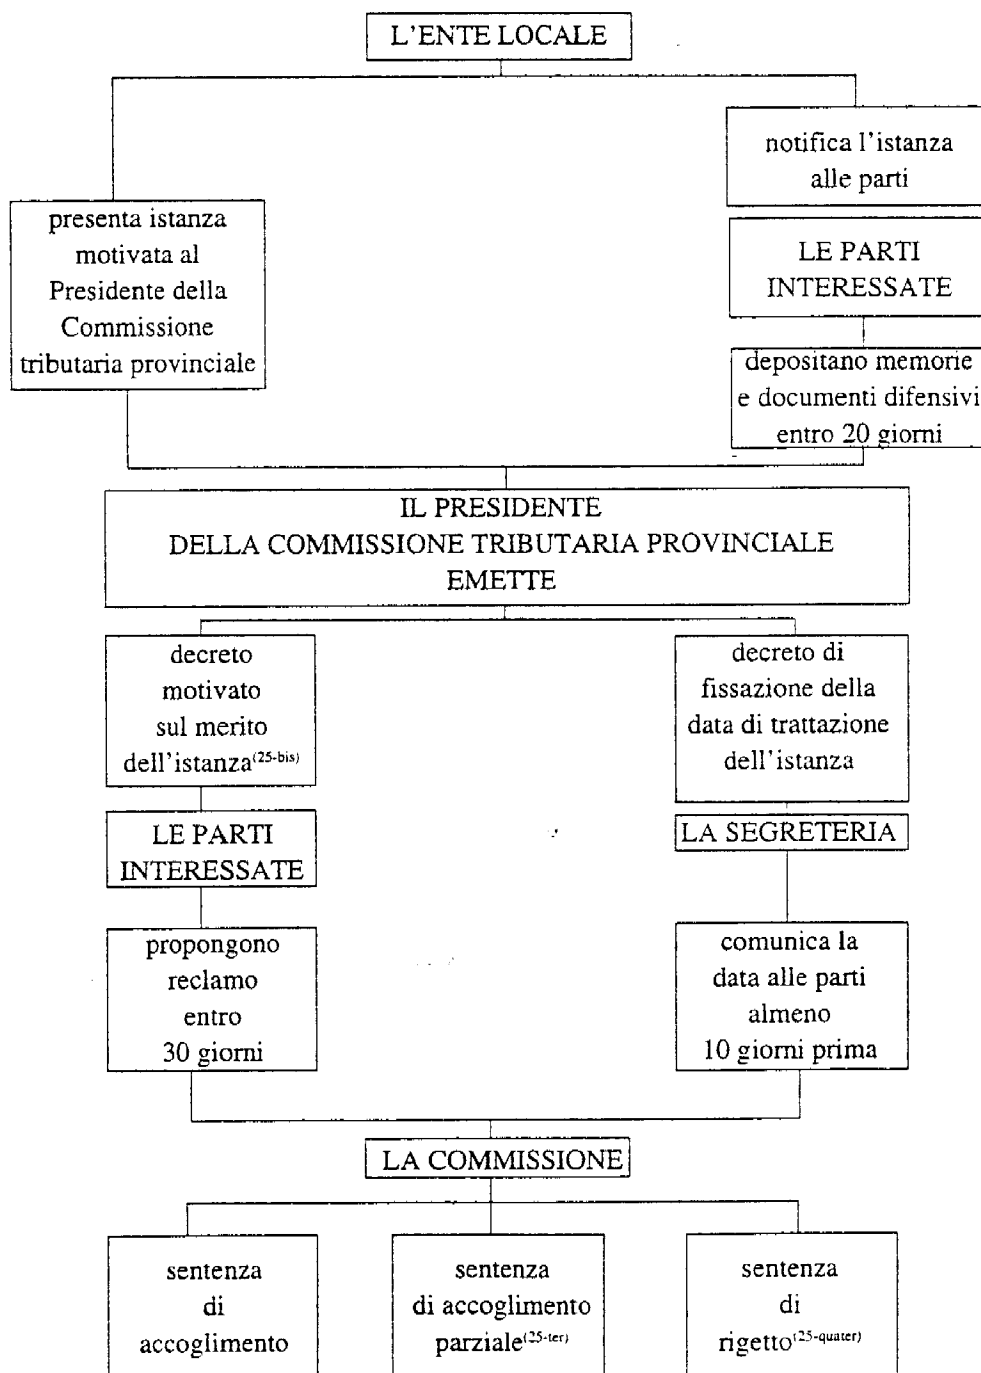 L'ENTE LOCALE
notifica l'istanza
alle parti
presenta istanza
motivata al
Presidente della
Commissione
tributaria provinciale
LE PARTI
INTERESSATE
depositano memorie
e documenti difensivi
entro 20 giorni
IL PRESIDENTE
DELLA COMMISSIONE TRIBUTARIA PROVINCIALE
EMETTE
decreto
motivato
sul merito
dell'istanza(25-bis)
decreto di
fissazione della
data di trattazione
dell'istanza
LE PARTI
INTERESSATE
LA SEGRETERIA
propongono
reclamo
entro
30 giorni
comunica la
data alle parti
almeno
10 giorni prima
LA COMMISSIONE
sentenza
di
accoglimento
sentenza
di accoglimento
parziale(25-ter)
sentenza
di
rigetto(25-quater)